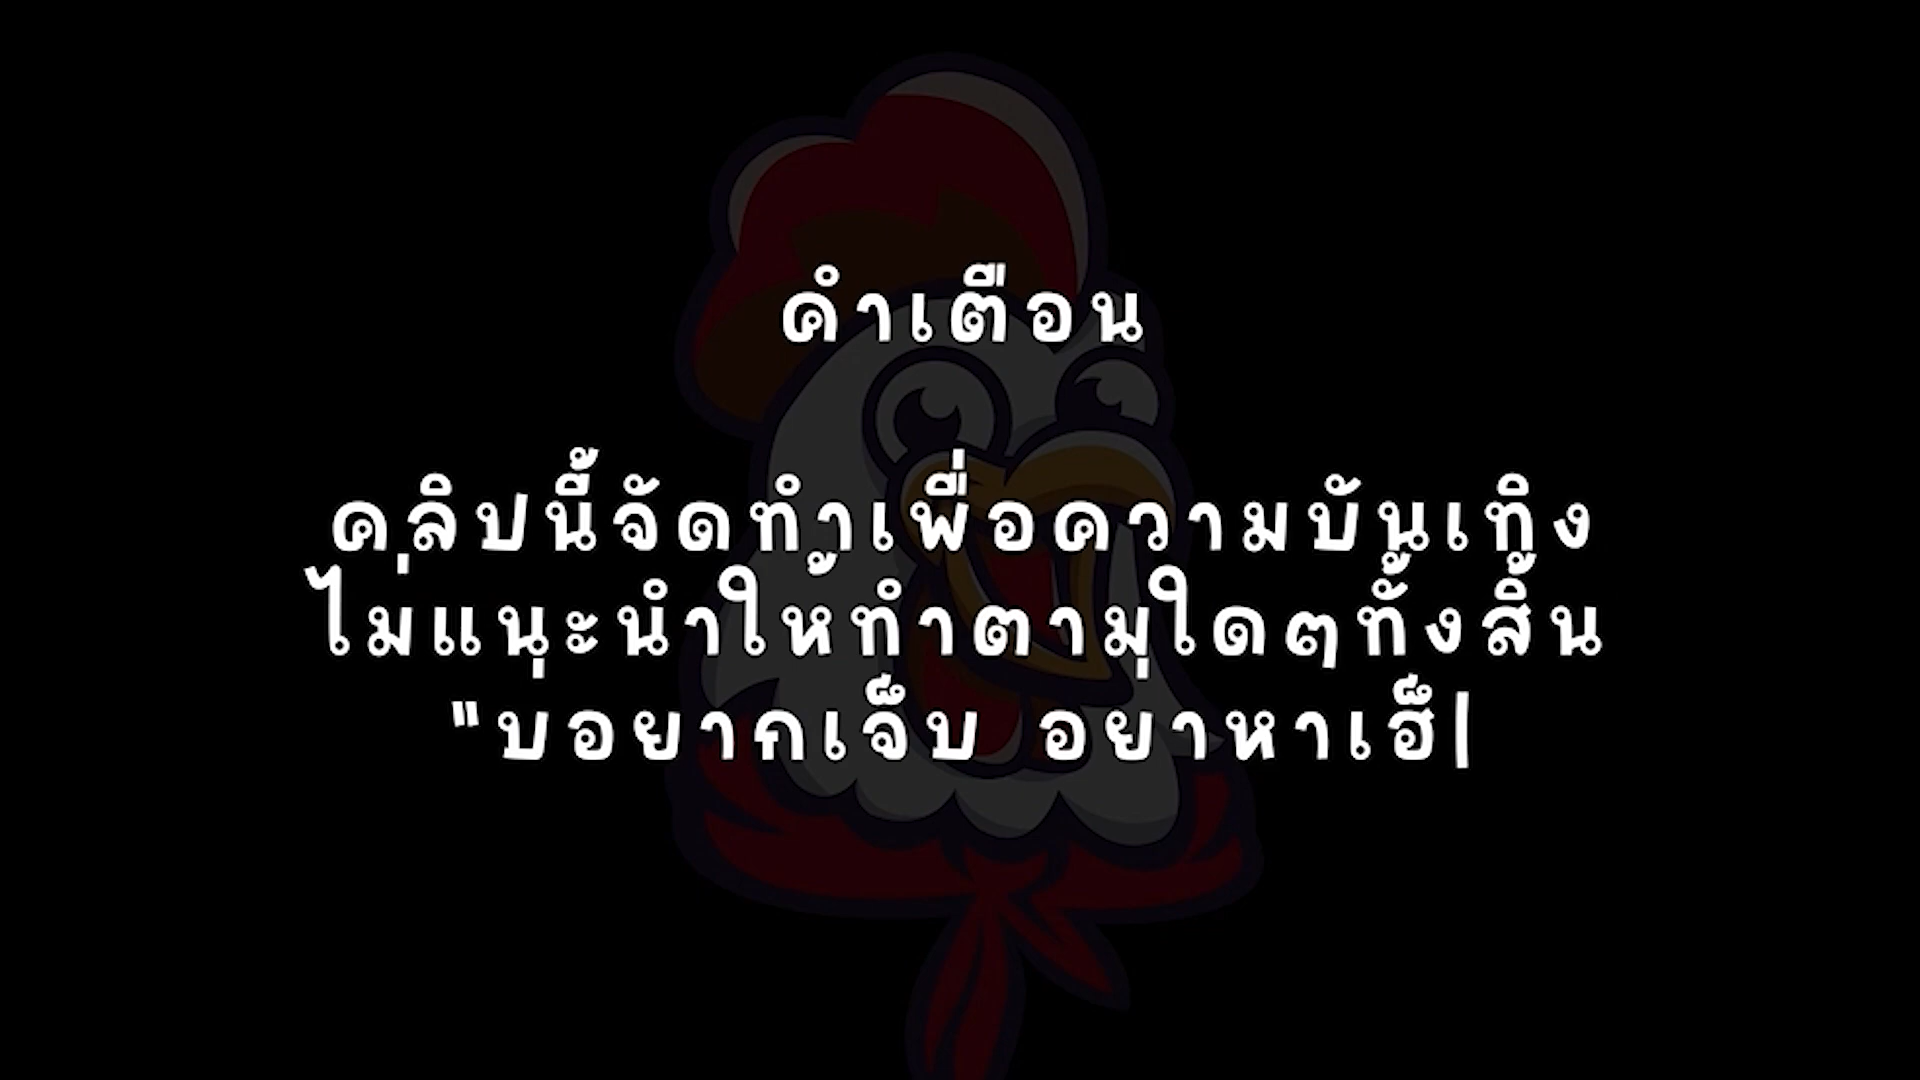 คำเตือน
คลิปนี้จัดทำเพื่อความบันเทิง
ไม่แนะนำให้ทำตามใดๆทั้งสิ้น
"บ่อยากเจ็บ อย่าหาเฮ็|